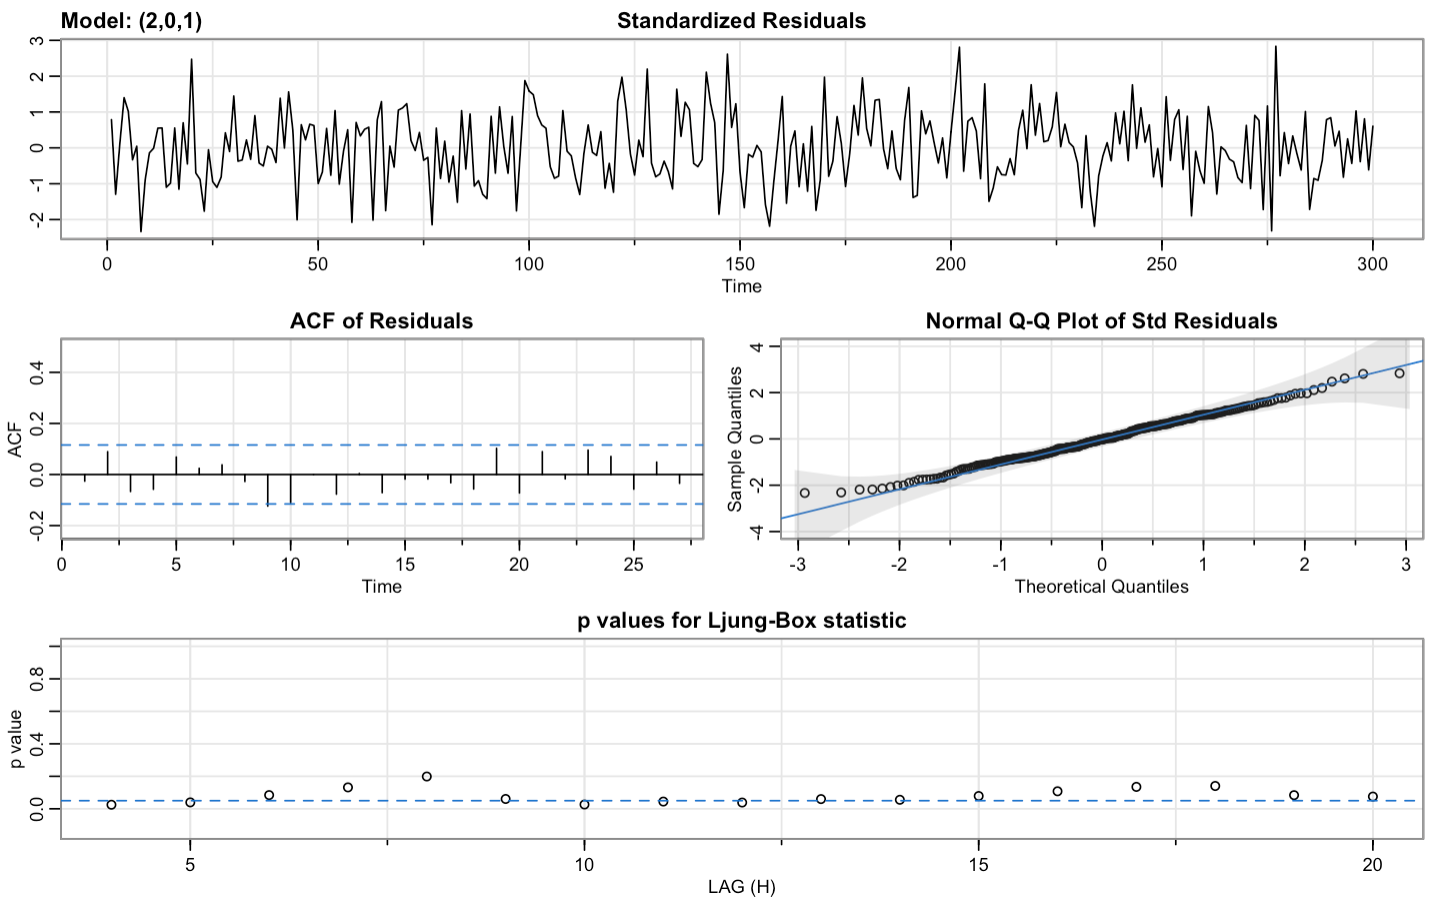 Model: (2,0,1) Standardized Residuals
3
2
1
0
-1
-2
0 50 100 150 200 250 300
Time
ACF of Residuals
ACF
0.4
0.2
0.0
-0.2
0 5 10 15 20 25
Time
Normal Q-Q Plot of Std Residuals
Sample Quantiles
4
2
0
-2
-4
-3 -2 -1 0 1 2 3
Theoretical Quantiles
p values for Ljung-Box statistic
p value
0.8
0.4
0.0
5 10 15 20
LAG (H)